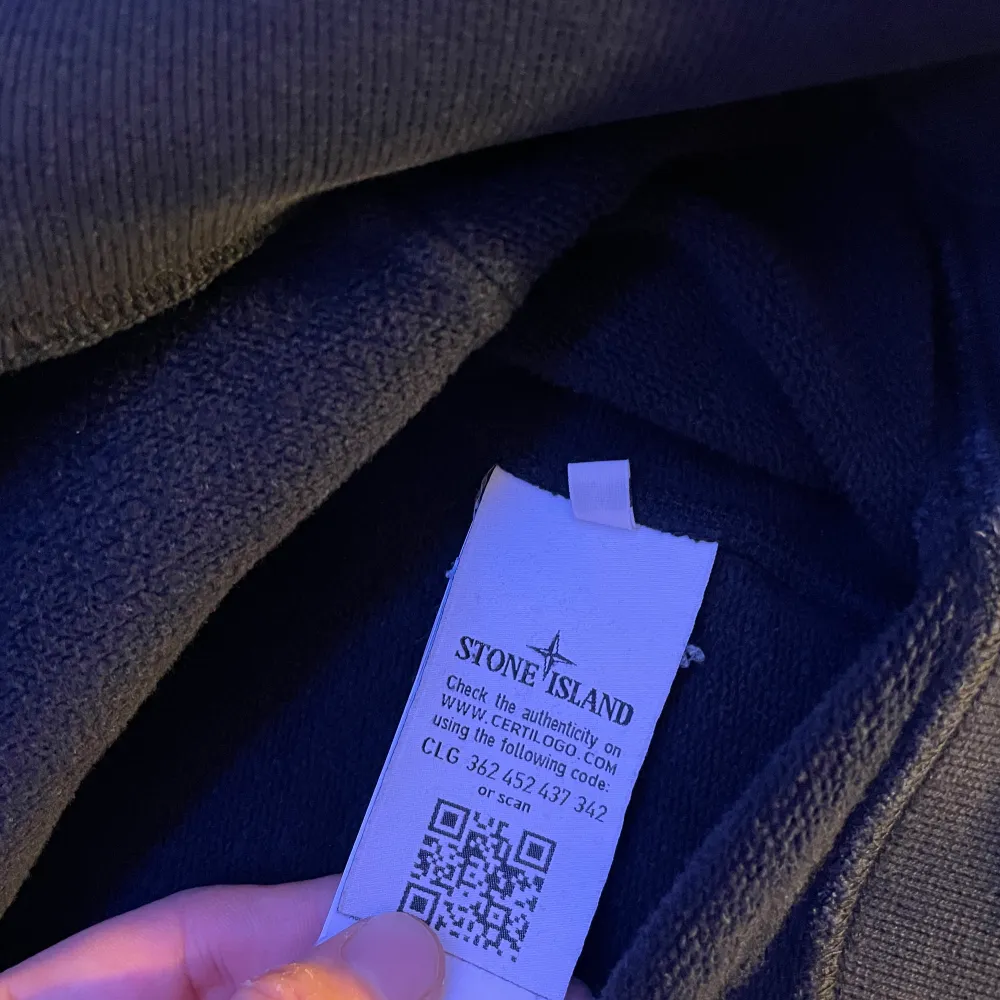 STONE ISLAND
Check the authenticity on
WWW.CERTILOGO.COM
using the following code:
CLG 362 452 437 342
or scan